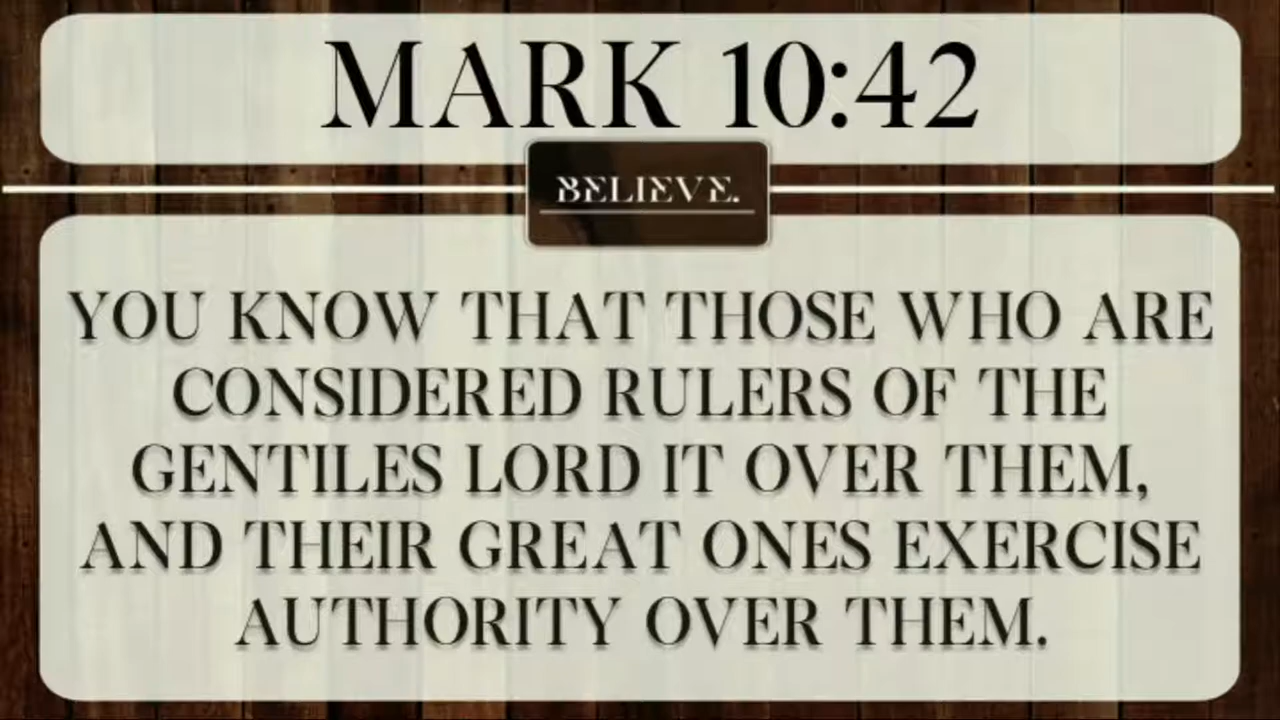 MARK 10:42
BELIEVE.
YOU KNOW THAT THOSE WHO ARE
CONSIDERED RULERS OF THE
GENTILES LORD IT OVER THEM,
AND THEIR GREAT ONES EXERCISE
AUTHORITY OVER THEM.